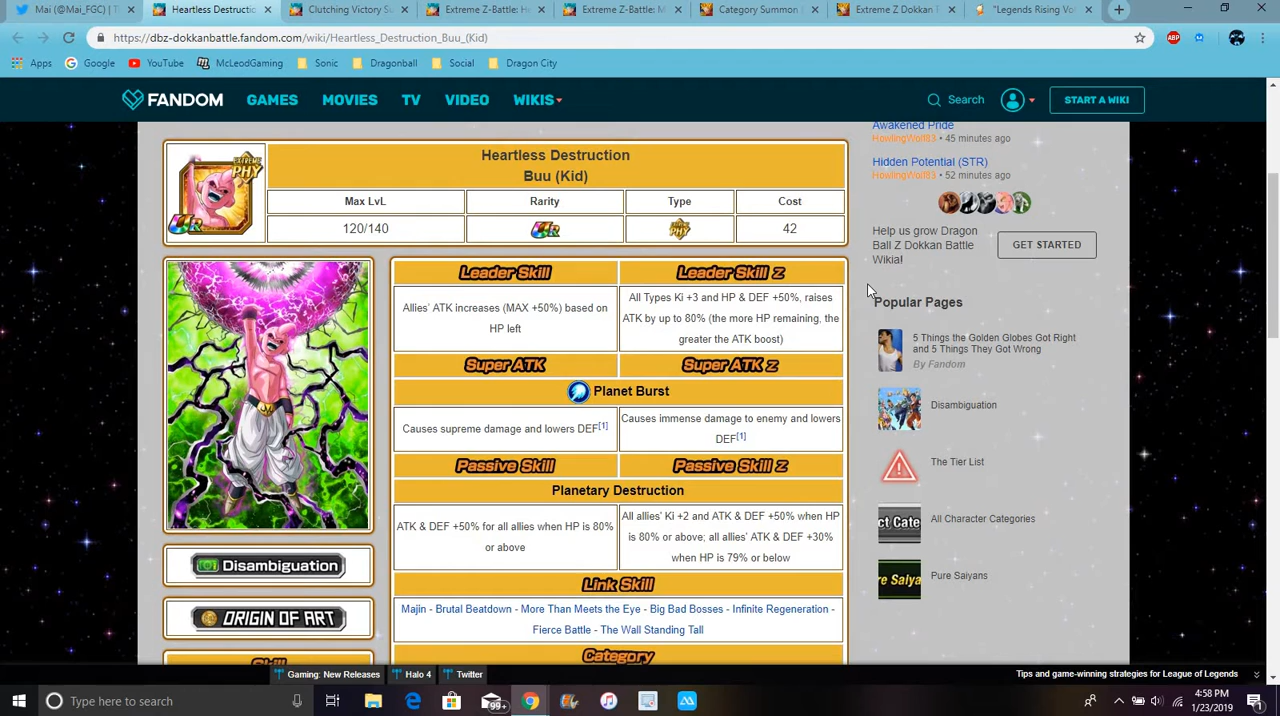 Mai (@Mai_FGC) | T
Heartless Destruction
Clutching Victory Su
Extreme Z-Battle: He
Extreme Z-Battle: M
Category Summon C
Extreme Z Dokkan B
"Legends Rising Vol
https://dbz-dokkanbattle.fandom.com/wiki/Heartless_Destruction_Buu_(Kid)
Apps Google YouTube McLeodGaming Sonic Dragonball Social Dragon City
FANDOM GAMES MOVIES TV VIDEO WIKIS Search START A WIKI
Awakened Pride
HowlingWolf83 • 45 minutes ago
Hidden Potential (STR)
HowlingWolf83 • 52 minutes ago
Help us grow Dragon
Ball Z Dokkan Battle
Wikia!
GET STARTED
Popular Pages
5 Things the Golden Globes Got Right
and 5 Things They Got Wrong
By Fandom
Disambiguation
The Tier List
All Character Categories
Pure Saiyans
EXTREME
PHY
UR
Heartless Destruction
Buu (Kid)
Max LvL Rarity Type Cost
120/140 UR PHY 42
Leader Skill Leader Skill Z
Allies' ATK increases (MAX +50%) based on
HP left
All Types Ki +3 and HP & DEF +50%, raises
ATK by up to 80% (the more HP remaining, the
greater the ATK boost)
Super ATK Super ATK Z
Planet Burst
Causes supreme damage and lowers DEF[1]
Causes immense damage to enemy and lowers
DEF[1]
Passive Skill Passive Skill Z
Planetary Destruction
ATK & DEF +50% for all allies when HP is 80%
or above
All allies' Ki +2 and ATK & DEF +50% when HP
is 80% or above; all allies' ATK & DEF +30%
when HP is 79% or below
Link Skill
Majin - Brutal Beatdown - More Than Meets the Eye - Big Bad Bosses - Infinite Regeneration -
Fierce Battle - The Wall Standing Tall
Category
Disambiguation
ORIGIN OF ART
Skill
Gaming: New Releases Halo 4 Twitter
Tips and game-winning strategies for League of Legends
Type here to search
99+
4:58 PM
1/23/2019